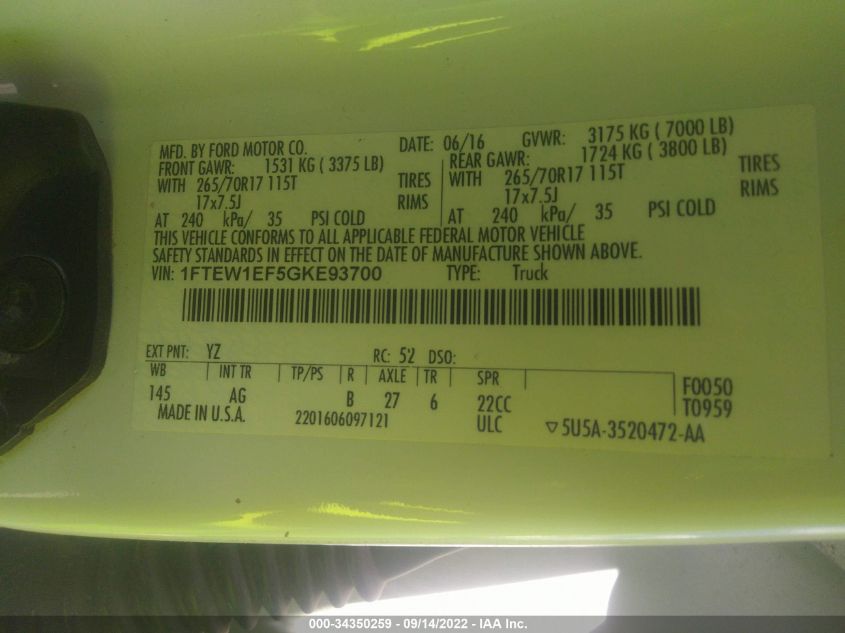 MFD. BY FORD MOTOR CO. DATE: 06/16 GVWR: 3175 KG ( 7000 LB)
FRONT GAWR: 1531 KG ( 3375 LB) REAR GAWR: 1724 KG ( 3800 LB)
WITH 265/70R17 115T TIRES WITH 265/70R17 115T TIRES
17x7.5J RIMS 17x7.5J RIMS
AT 240 kPa/ 35 PSI COLD AT 240 kPa/ 35 PSI COLD
THIS VEHICLE CONFORMS TO ALL APPLICABLE FEDERAL MOTOR VEHICLE
SAFETY STANDARDS IN EFFECT ON THE DATE OF MANUFACTURE SHOWN ABOVE.
VIN: 1FTEW1EF5GKE93700 TYPE: Truck
EXT PNT: YZ RC: 52 DSO:
WB INT TR TP/PS R AXLE TR SPR F0050
145 AG B 27 6 22CC T0959
MADE IN U.S.A. 2201606097121 ULC ▽5U5A-3520472-AA
000-34350259 - 09/14/2022 - IAA Inc.